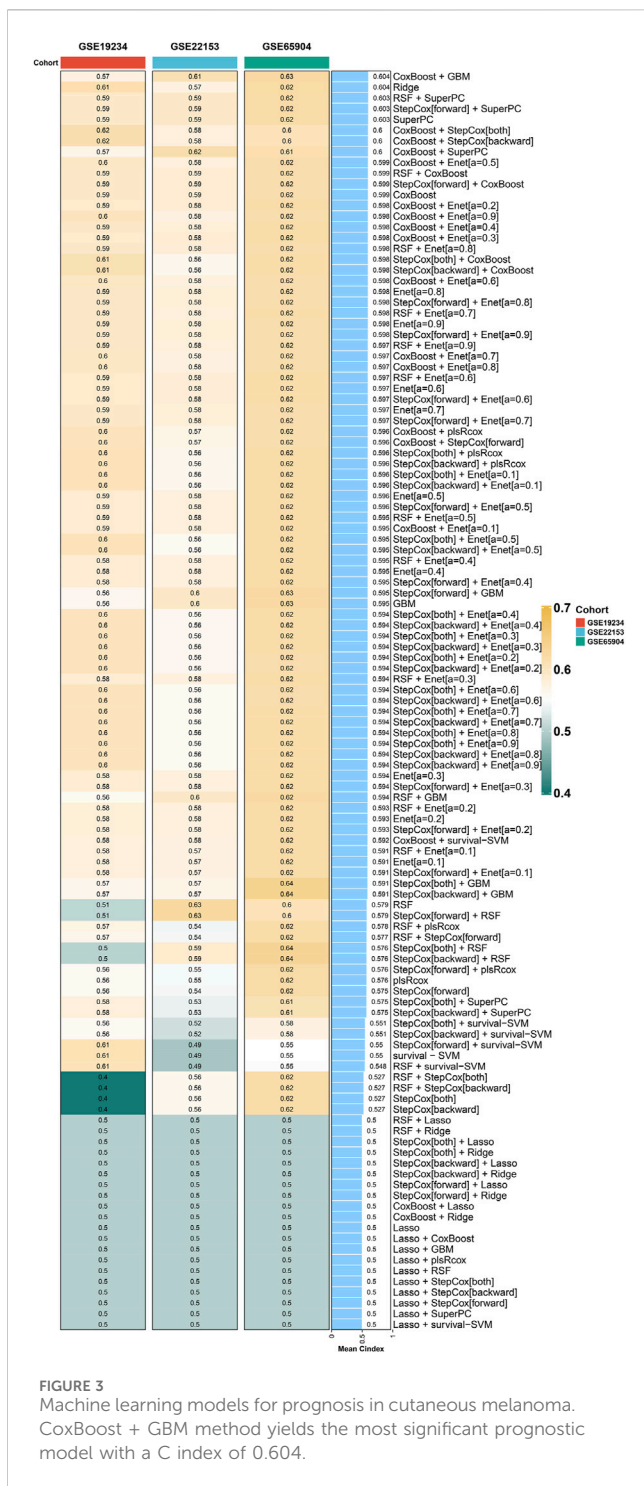 GSE19234 GSE22153 GSE65904
Cohort
0.57 0.61 0.63 0.604 CoxBoost + GBM
0.61 0.57 0.62 0.604 Ridge
0.59 0.59 0.62 0.603 RSF + SuperPC
0.59 0.59 0.62 0.603 StepCox[forward] + SuperPC
0.59 0.59 0.62 0.603 SuperPC
0.62 0.58 0.6 0.6 CoxBoost + StepCox[both]
0.62 0.58 0.6 0.6 CoxBoost + StepCox[backward]
0.57 0.62 0.61 0.6 CoxBoost + SuperPC
0.6 0.58 0.62 0.599 CoxBoost + Enet[a=0.5]
0.59 0.59 0.62 0.599 RSF + CoxBoost
0.59 0.59 0.62 0.599 StepCox[forward] + CoxBoost
0.59 0.59 0.62 0.599 CoxBoost
0.59 0.58 0.62 0.598 CoxBoost + Enet[a=0.2]
0.6 0.58 0.62 0.598 CoxBoost + Enet[a=0.9]
0.59 0.58 0.62 0.598 CoxBoost + Enet[a=0.4]
0.59 0.58 0.62 0.598 CoxBoost + Enet[a=0.3]
0.59 0.58 0.62 0.598 RSF + Enet[a=0.8]
0.61 0.56 0.62 0.598 StepCox[both] + CoxBoost
0.61 0.56 0.62 0.598 StepCox[backward] + CoxBoost
0.6 0.58 0.62 0.598 CoxBoost + Enet[a=0.6]
0.59 0.58 0.62 0.598 Enet[a=0.8]
0.59 0.58 0.62 0.598 StepCox[forward] + Enet[a=0.8]
0.59 0.58 0.62 0.598 RSF + Enet[a=0.7]
0.59 0.58 0.62 0.598 Enet[a=0.9]
0.59 0.58 0.62 0.598 StepCox[forward] + Enet[a=0.9]
0.59 0.58 0.62 0.597 RSF + Enet[a=0.9]
0.6 0.58 0.62 0.597 CoxBoost + Enet[a=0.7]
0.6 0.58 0.62 0.597 CoxBoost + Enet[a=0.8]
0.59 0.58 0.62 0.597 RSF + Enet[a=0.6]
0.59 0.58 0.62 0.597 Enet[a=0.6]
0.59 0.58 0.62 0.597 StepCox[forward] + Enet[a=0.6]
0.59 0.58 0.62 0.597 Enet[a=0.7]
0.59 0.58 0.62 0.597 StepCox[forward] + Enet[a=0.7]
0.6 0.57 0.62 0.596 CoxBoost + plsRcox
0.6 0.57 0.62 0.596 CoxBoost + StepCox[forward]
0.6 0.56 0.62 0.596 StepCox[both] + plsRcox
0.6 0.56 0.62 0.596 StepCox[backward] + plsRcox
0.6 0.56 0.62 0.596 StepCox[both] + Enet[a=0.1]
0.6 0.56 0.62 0.596 StepCox[backward] + Enet[a=0.1]
0.59 0.58 0.62 0.596 Enet[a=0.5]
0.59 0.58 0.62 0.596 StepCox[forward] + Enet[a=0.5]
0.59 0.58 0.62 0.595 RSF + Enet[a=0.5]
0.59 0.58 0.62 0.595 CoxBoost + Enet[a=0.1]
0.6 0.56 0.62 0.595 StepCox[both] + Enet[a=0.5]
0.6 0.56 0.62 0.595 StepCox[backward] + Enet[a=0.5]
0.58 0.58 0.62 0.595 RSF + Enet[a=0.4]
0.58 0.58 0.62 0.595 Enet[a=0.4]
0.58 0.58 0.62 0.595 StepCox[forward] + Enet[a=0.4]
0.56 0.6 0.63 0.595 StepCox[forward] + GBM
0.56 0.6 0.63 0.595 GBM
0.6 0.56 0.62 0.594 StepCox[both] + Enet[a=0.4]
0.6 0.56 0.62 0.594 StepCox[backward] + Enet[a=0.4]
0.6 0.56 0.62 0.594 StepCox[both] + Enet[a=0.3]
0.6 0.56 0.62 0.594 StepCox[backward] + Enet[a=0.3]
0.6 0.56 0.62 0.594 StepCox[both] + Enet[a=0.2]
0.6 0.56 0.62 0.594 StepCox[backward] + Enet[a=0.2]
0.58 0.58 0.62 0.594 RSF + Enet[a=0.3]
0.6 0.56 0.62 0.594 StepCox[both] + Enet[a=0.6]
0.6 0.56 0.62 0.594 StepCox[backward] + Enet[a=0.6]
0.6 0.56 0.62 0.594 StepCox[both] + Enet[a=0.7]
0.6 0.56 0.62 0.594 StepCox[backward] + Enet[a=0.7]
0.6 0.56 0.62 0.594 StepCox[both] + Enet[a=0.8]
0.6 0.56 0.62 0.594 StepCox[both] + Enet[a=0.9]
0.6 0.56 0.62 0.594 StepCox[backward] + Enet[a=0.8]
0.6 0.56 0.62 0.594 StepCox[backward] + Enet[a=0.9]
0.58 0.58 0.62 0.594 Enet[a=0.3]
0.58 0.58 0.62 0.594 StepCox[forward] + Enet[a=0.3]
0.56 0.6 0.62 0.594 RSF + GBM
0.58 0.58 0.62 0.593 RSF + Enet[a=0.2]
0.58 0.58 0.62 0.593 Enet[a=0.2]
0.58 0.58 0.62 0.593 StepCox[forward] + Enet[a=0.2]
0.58 0.58 0.62 0.592 CoxBoost + survival-SVM
0.58 0.57 0.62 0.591 RSF + Enet[a=0.1]
0.58 0.57 0.62 0.591 Enet[a=0.1]
0.58 0.57 0.62 0.591 StepCox[forward] + Enet[a=0.1]
0.57 0.57 0.64 0.591 StepCox[both] + GBM
0.57 0.57 0.64 0.591 StepCox[backward] + GBM
0.51 0.63 0.6 0.579 RSF
0.51 0.63 0.6 0.579 StepCox[forward] + RSF
0.57 0.54 0.62 0.578 RSF + plsRcox
0.57 0.54 0.62 0.577 RSF + StepCox[forward]
0.5 0.59 0.64 0.576 StepCox[both] + RSF
0.5 0.59 0.64 0.576 StepCox[backward] + RSF
0.56 0.55 0.62 0.576 StepCox[forward] + plsRcox
0.56 0.55 0.62 0.576 plsRcox
0.56 0.54 0.62 0.575 StepCox[forward]
0.58 0.53 0.61 0.575 StepCox[both] + SuperPC
0.58 0.53 0.61 0.575 StepCox[backward] + SuperPC
0.56 0.52 0.58 0.551 StepCox[both] + survival-SVM
0.56 0.52 0.58 0.551 StepCox[backward] + survival-SVM
0.61 0.49 0.55 0.55 StepCox[forward] + survival-SVM
0.61 0.49 0.55 0.55 survival - SVM
0.61 0.49 0.55 0.548 RSF + survival-SVM
0.4 0.56 0.62 0.527 RSF + StepCox[both]
0.4 0.56 0.62 0.527 RSF + StepCox[backward]
0.4 0.56 0.62 0.527 StepCox[both]
0.4 0.56 0.62 0.527 StepCox[backward]
0.5 0.5 0.5 0.5 RSF + Lasso
0.5 0.5 0.5 0.5 RSF + Ridge
0.5 0.5 0.5 0.5 StepCox[both] + Lasso
0.5 0.5 0.5 0.5 StepCox[both] + Ridge
0.5 0.5 0.5 0.5 StepCox[backward] + Lasso
0.5 0.5 0.5 0.5 StepCox[backward] + Ridge
0.5 0.5 0.5 0.5 StepCox[forward] + Lasso
0.5 0.5 0.5 0.5 StepCox[forward] + Ridge
0.5 0.5 0.5 0.5 CoxBoost + Lasso
0.5 0.5 0.5 0.5 CoxBoost + Ridge
0.5 0.5 0.5 0.5 Lasso
0.5 0.5 0.5 0.5 Lasso + CoxBoost
0.5 0.5 0.5 0.5 Lasso + GBM
0.5 0.5 0.5 0.5 Lasso + plsRcox
0.5 0.5 0.5 0.5 Lasso + RSF
0.5 0.5 0.5 0.5 Lasso + StepCox[both]
0.5 0.5 0.5 0.5 Lasso + StepCox[backward]
0.5 0.5 0.5 0.5 Lasso + StepCox[forward]
0.5 0.5 0.5 0.5 Lasso + SuperPC
0.5 0.5 0.5 0.5 Lasso + survival-SVM
0 0.5 1
Mean Cindex
0.7
0.6
0.5
0.4
Cohort
GSE19234
GSE22153
GSE65904
FIGURE 3
Machine learning models for prognosis in cutaneous melanoma.
CoxBoost + GBM method yields the most significant prognostic
model with a C index of 0.604.